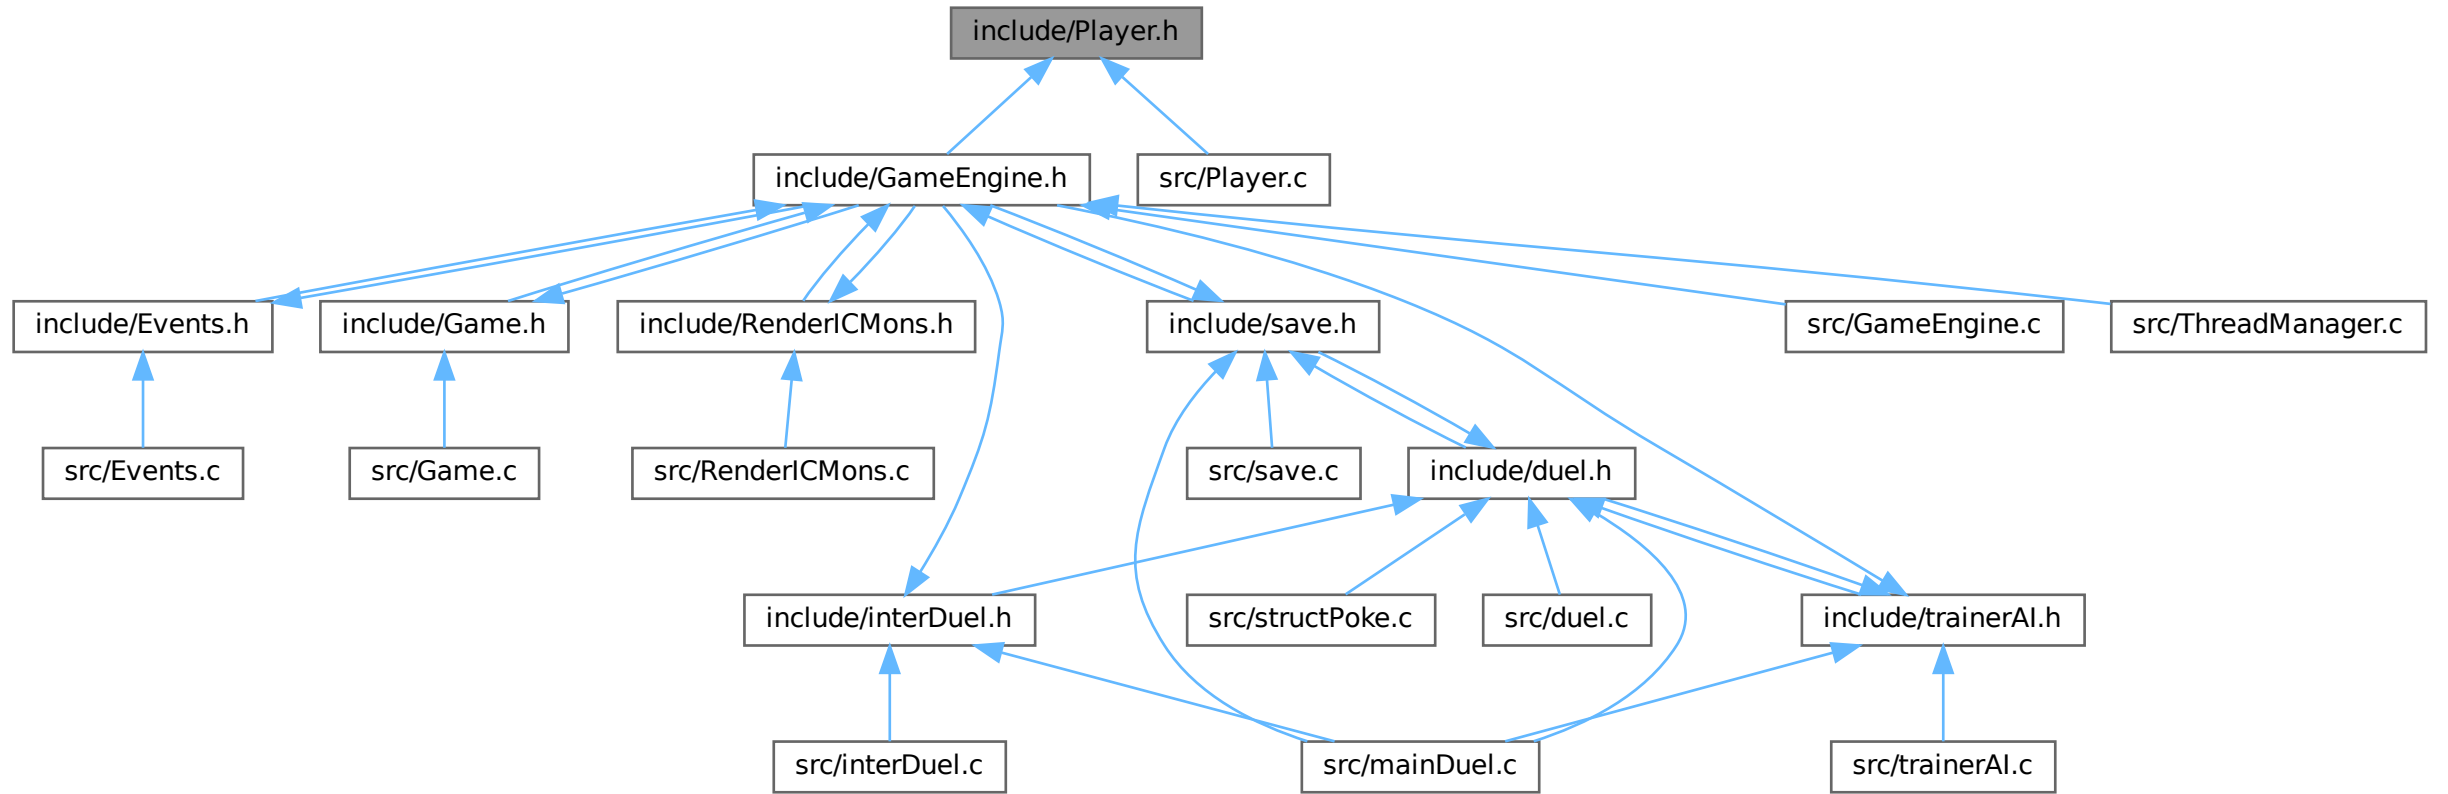 include/Player.h
include/GameEngine.h
src/Player.c
include/Events.h
include/Game.h
include/RenderICMons.h
include/save.h
src/GameEngine.c
src/ThreadManager.c
src/Events.c
src/Game.c
src/RenderICMons.c
src/save.c
include/duel.h
include/interDuel.h
src/structPoke.c
src/duel.c
include/trainerAI.h
src/interDuel.c
src/mainDuel.c
src/trainerAI.c